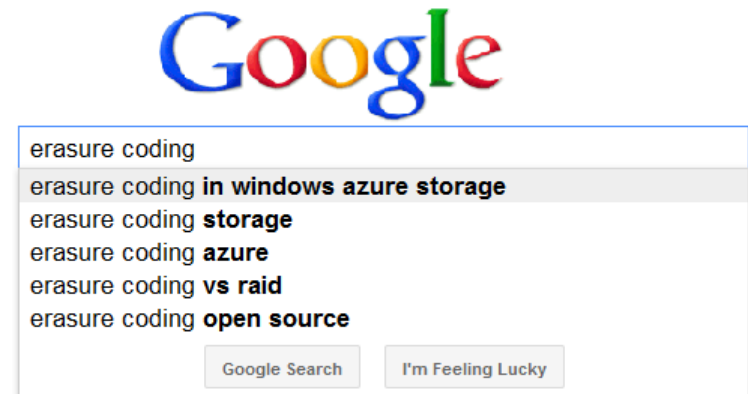 Google
erasure coding
erasure coding in windows azure storage
erasure coding storage
erasure coding azure
erasure coding vs raid
erasure coding open source
Google Search I'm Feeling Lucky